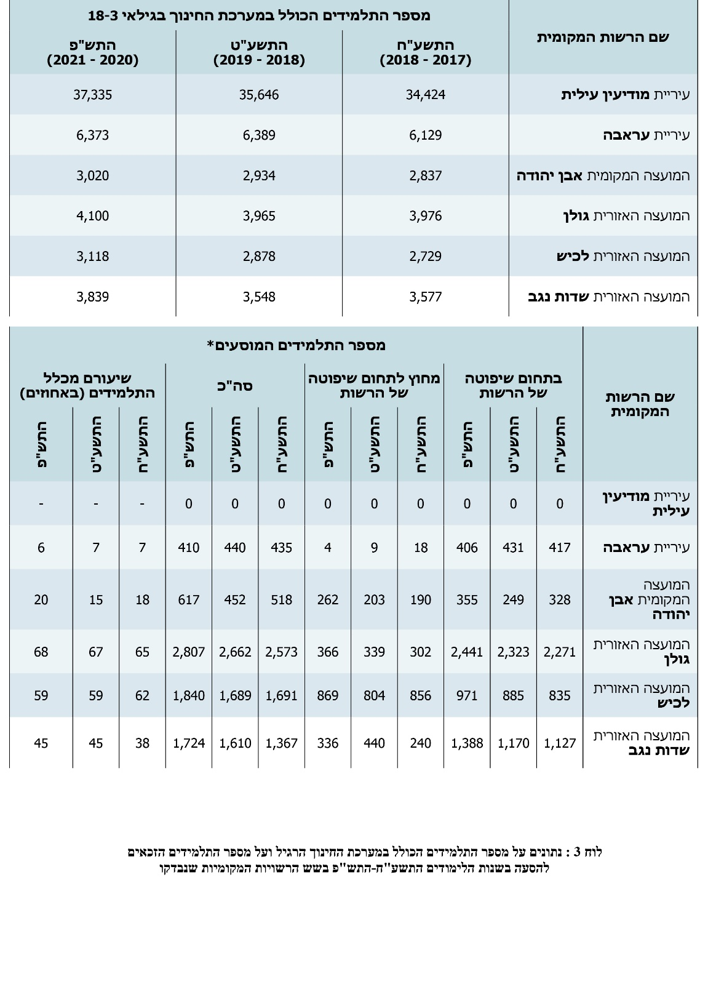 שם הרשות המקומית
מספר התלמידים הכולל במערכת החינוך בגילאי 18-3
התשע"ח (2018 - 2017)
התשע"ט (2019 - 2018)
התש"פ (2021 - 2020)
עיריית מודיעין עילית 34,424 35,646 37,335
עיריית עראבה 6,129 6,389 6,373
המועצה המקומית אבן יהודה 2,837 2,934 3,020
המועצה האזורית גולן 3,976 3,965 4,100
המועצה האזורית לכיש 2,729 2,878 3,118
המועצה האזורית שדות נגב 3,577 3,548 3,839
שם הרשות
המקומית
מספר התלמידים המוסעים*
בתחום שיפוטה
של הרשות
מחוץ לתחום שיפוטה
של הרשות
סה"כ
שיעורם מכלל
התלמידים (באחוזים)
התשע"ח התשע"ט התש"פ התשע"ח התשע"ט התש"פ התשע"ח התשע"ט התש"פ התשע"ח התשע"ט התש"פ
עיריית מודיעין
עילית
0 0 0 0 0 0 0 0 0 - - -
עיריית עראבה 417 431 406 18 9 4 435 440 410 7 7 6
המועצה
המקומית אבן
יהודה
328 249 355 190 203 262 518 452 617 18 15 20
המועצה האזורית
גולן
2,271 2,323 2,441 302 339 366 2,573 2,662 2,807 65 67 68
המועצה האזורית
לכיש
835 885 971 856 804 869 1,691 1,689 1,840 62 59 59
המועצה האזורית
שדות נגב
1,127 1,170 1,388 240 440 336 1,367 1,610 1,724 38 45 45
לוח 3 : נתונים על מספר התלמידים הכולל במערכת החינוך הרגיל ועל מספר התלמידים הזכאים
להסעה בשנות הלימודים התשע"ח-התש"פ בשש הרשויות המקומיות שנבדקו